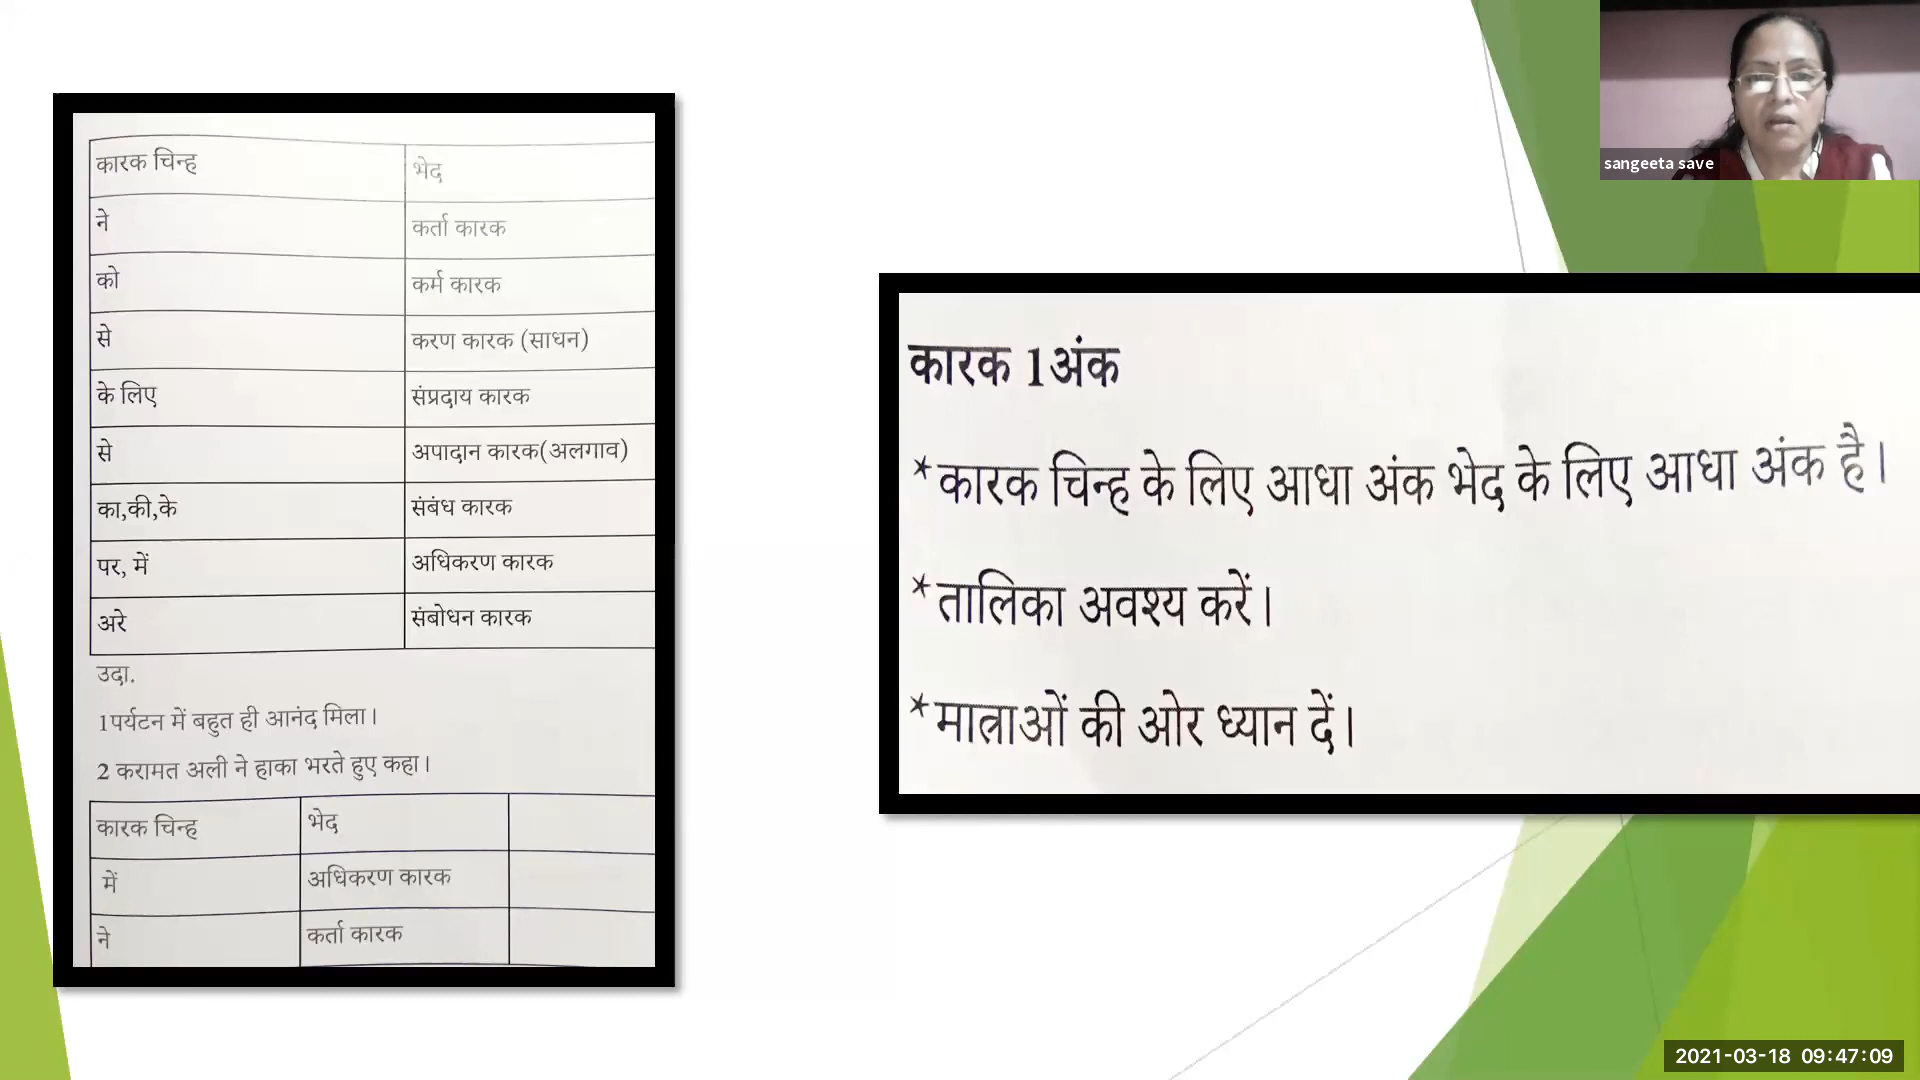 कारक चिन्ह भेद
ने कर्ता कारक
को कर्म कारक
से करण कारक (साधन)
के लिए संप्रदाय कारक
से अपादान कारक(अलगाव)
का,की,के संबंध कारक
पर, में अधिकरण कारक
अरे संबोधन कारक
उदा.
1पर्यटन में बहुत ही आनंद मिला।
2 करामत अली ने हाका भरते हुए कहा।
कारक चिन्ह भेद
में अधिकरण कारक
ने कर्ता कारक
कारक 1अंक
*कारक चिन्ह के लिए आधा अंक भेद के लिए आधा अंक है।
*तालिका अवश्य करें।
*मात्राओं की ओर ध्यान दें।
sangeeta save
2021-03-18 09:47:09